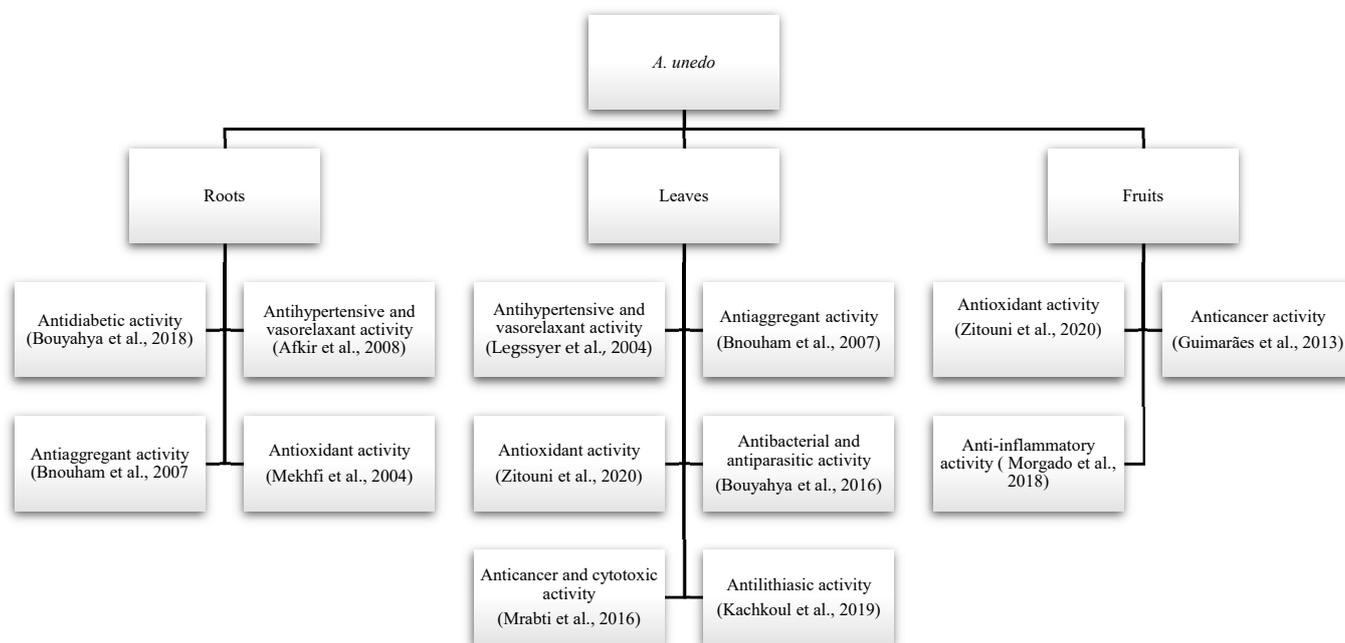 A. unedo
Roots
Leaves
Fruits
Antidiabetic activity
(Bouyahya et al., 2018)
Antihypertensive and
vasorelaxant activity
(Afkir et al., 2008)
Antihypertensive and
vasorelaxant activity
(Legssyer et al., 2004)
Antiaggregant activity
(Bnouham et al., 2007)
Antioxidant activity
(Zitouni et al., 2020)
Anticancer activity
(Guimarães et al., 2013)
Antiaggregant activity
(Bnouham et al., 2007
Antioxidant activity
(Mekhfi et al., 2004)
Antioxidant activity
(Zitouni et al., 2020)
Antibacterial and
antiparasitic activity
(Bouyahya et al., 2016)
Anti-inflammatory
activity ( Morgado et al.,
2018)
Anticancer and cytotoxic
activity
(Mrabti et al., 2016)
Antilithiasic activity
(Kachkoul et al., 2019)